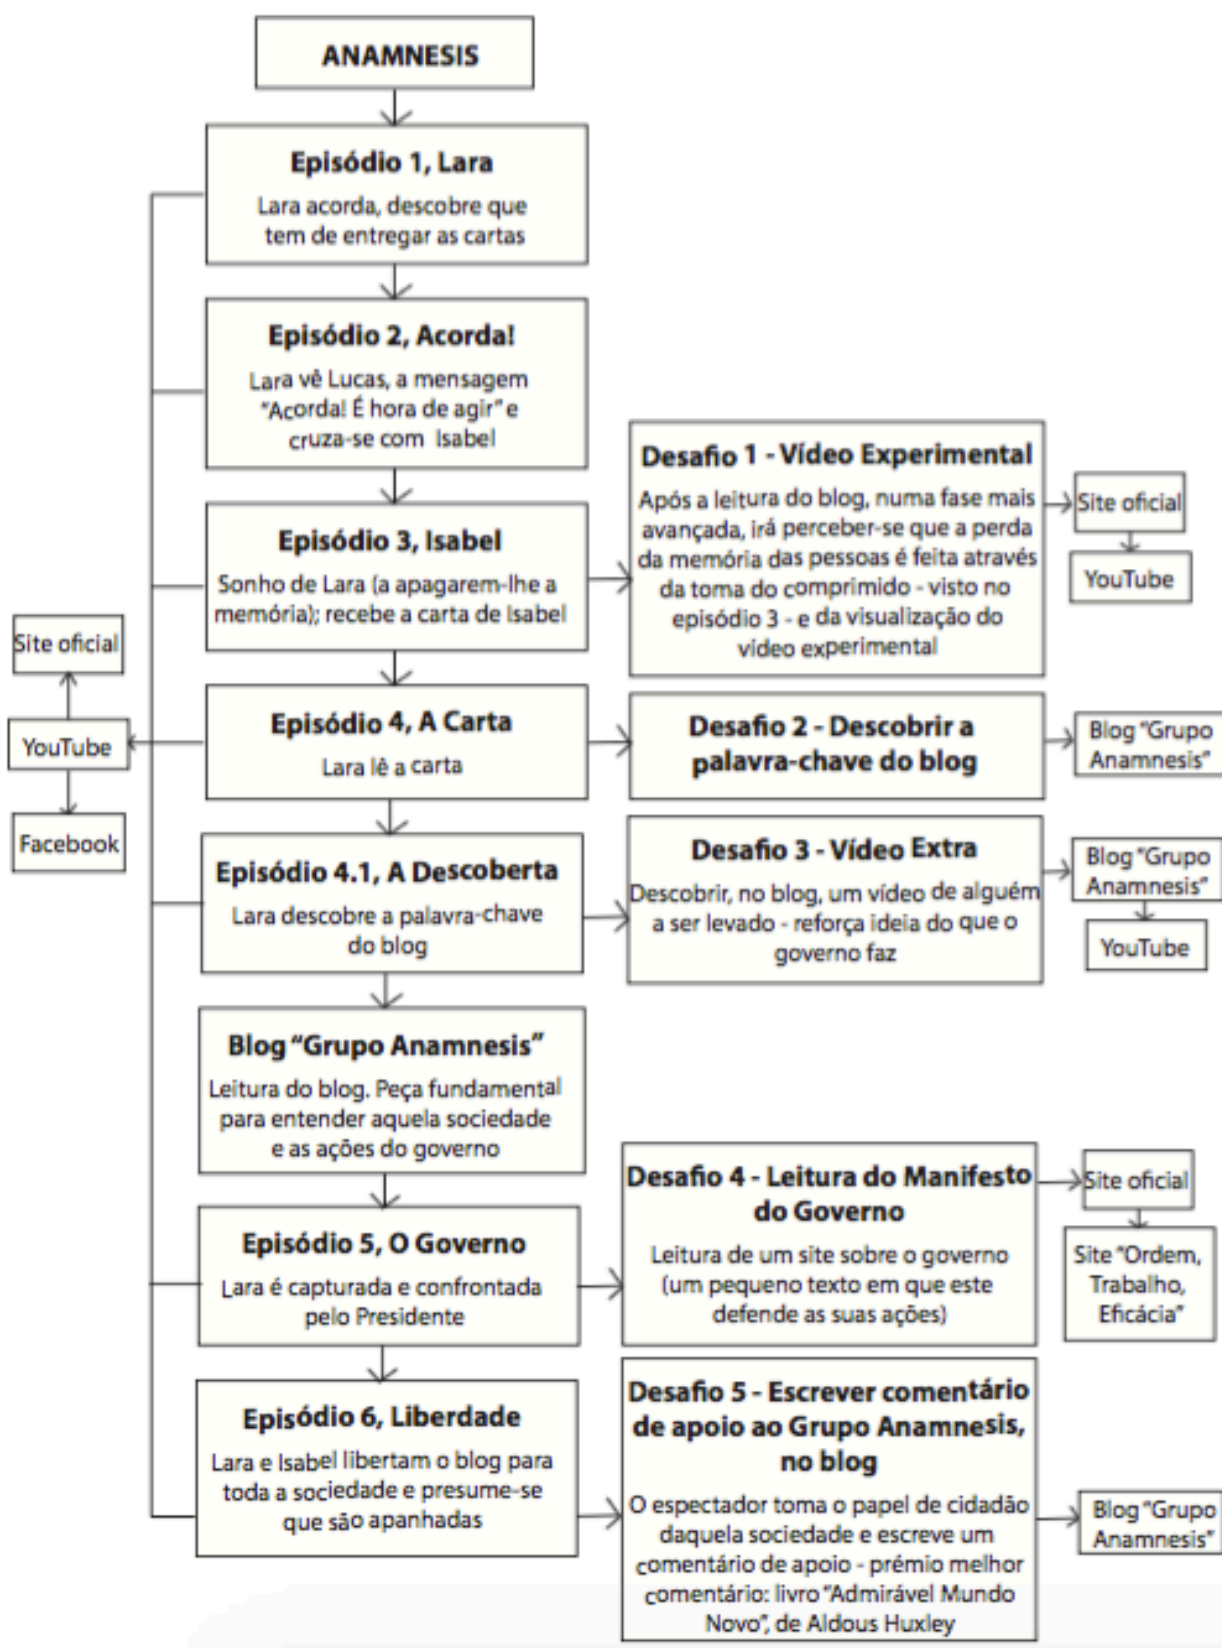 ANAMNESIS
Episódio 1, Lara
Lara acorda, descobre que
tem de entregar as cartas
Episódio 2, Acorda!
Lara vê Lucas, a mensagem
“Acorda! É hora de agir” e
cruza-se com Isabel
Episódio 3, Isabel
Sonho de Lara (a apagarem-lhe a
memória); recebe a carta de Isabel
Desafio 1 - Vídeo Experimental
Após a leitura do blog, numa fase mais
avançada, irá perceber-se que a perda
da memória das pessoas é feita através
da toma do comprimido - visto no
episódio 3 - e da visualização do
vídeo experimental
Site oficial
YouTube
Site oficial
YouTube
Facebook
Episódio 4, A Carta
Lara lê a carta
Desafio 2 - Descobrir a
palavra-chave do blog
Blog “Grupo
Anamnesis”
Episódio 4.1, A Descoberta
Lara descobre a palavra-chave
do blog
Desafio 3 - Vídeo Extra
Descobrir, no blog, um vídeo de alguém
a ser levado - reforça ideia do que o
governo faz
Blog “Grupo
Anamnesis”
YouTube
Blog “Grupo Anamnesis”
Leitura do blog. Peça fundamental
para entender aquela sociedade
e as ações do governo
Episódio 5, O Governo
Lara é capturada e confrontada
pelo Presidente
Desafio 4 - Leitura do Manifesto
do Governo
Leitura de um site sobre o governo
(um pequeno texto em que este
defende as suas ações)
Site oficial
Site “Ordem,
Trabalho,
Eficácia”
Episódio 6, Liberdade
Lara e Isabel libertam o blog para
toda a sociedade e presume-se
que são apanhadas
Desafio 5 - Escrever comentário
de apoio ao Grupo Anamnesis,
no blog
O espectador toma o papel de cidadão
daquela sociedade e escreve um
comentário de apoio - prémio melhor
comentário: livro “Admirável Mundo
Novo”, de Aldous Huxley
Blog “Grupo
Anamnesis”